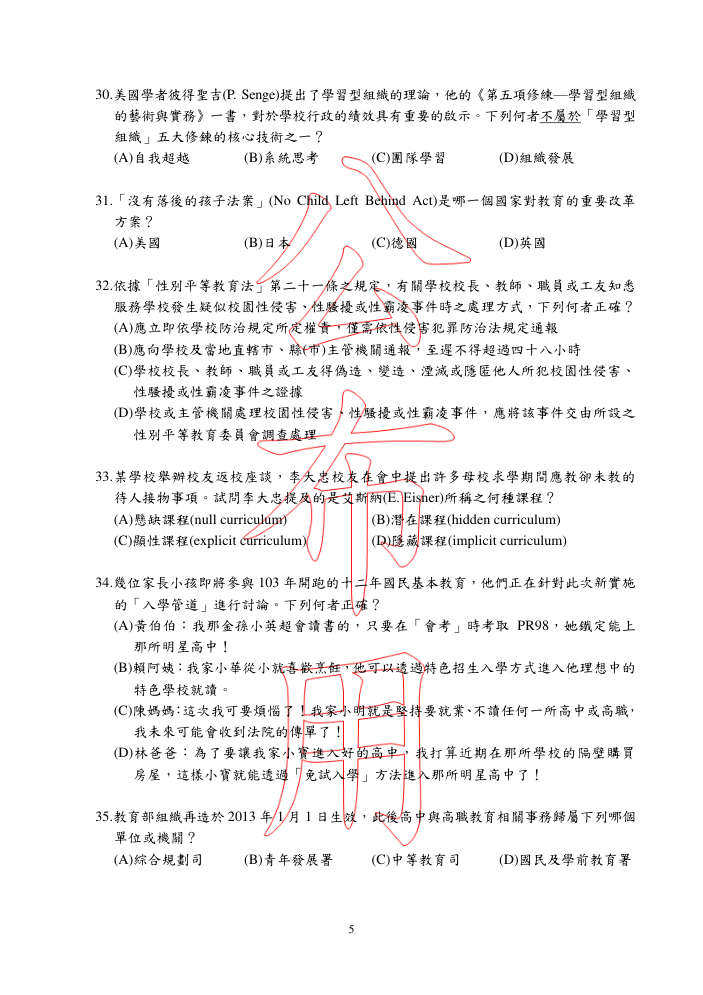 30.美國學者彼得聖吉(P. Senge)提出了學習型組織的理論，他的《第五項修練—學習型組織
的藝術與實務》一書，對於學校行政的績效具有重要的啟示。下列何者不屬於「學習型
組織」五大修鍊的核心技術之一？
(A)自我超越 (B)系統思考 (C)團隊學習 (D)組織發展
31.「沒有落後的孩子法案」(No Child Left Behind Act)是哪一個國家對教育的重要改革
方案？
(A)美國 (B)日本 (C)德國 (D)英國
32.依據「性別平等教育法」第二十一條之規定，有關學校校長、教師、職員或工友知悉
服務學校發生疑似校園性侵害、性騷擾或性霸凌事件時之處理方式，下列何者正確？
(A)應立即依學校防治規定所定權責，僅需依性侵害犯罪防治法規定通報
(B)應向學校及當地直轄市、縣(市)主管機關通報，至遲不得超過四十八小時
(C)學校校長、教師、職員或工友得偽造、變造、湮滅或隱匿他人所犯校園性侵害、
性騷擾或性霸凌事件之證據
(D)學校或主管機關處理校園性侵害、性騷擾或性霸凌事件，應將該事件交由所設之
性別平等教育委員會調查處理
33.某學校舉辦校友返校座談，李大忠校友在會中提出許多母校求學期間應教卻未教的
待人接物事項。試問李大忠提及的是艾斯納(E. Eisner)所稱之何種課程？
(A)懸缺課程(null curriculum) (B)潛在課程(hidden curriculum)
(C)顯性課程(explicit curriculum) (D)隱藏課程(implicit curriculum)
34.幾位家長小孩即將參與 103 年開跑的十二年國民基本教育，他們正在針對此次新實施
的「入學管道」進行討論。下列何者正確？
(A)黃伯伯：我那金孫小英超會讀書的，只要在「會考」時考取 PR98，她鐵定能上
那所明星高中！
(B)賴阿姨：我家小華從小就喜歡烹飪，他可以透過特色招生入學方式進入他理想中的
特色學校就讀。
(C)陳媽媽：這次我可要煩惱了！我家小明就是堅持要就業、不讀任何一所高中或高職，
我未來可能會收到法院的傳單了！
(D)林爸爸：為了要讓我家小寶進入好的高中，我打算近期在那所學校的隔壁購買
房屋，這樣小寶就能透過「免試入學」方法進入那所明星高中了！
35.教育部組織再造於 2013 年 1 月 1 日生效，此後高中與高職教育相關事務歸屬下列哪個
單位或機關？
(A)綜合規劃司 (B)青年發展署 (C)中等教育司 (D)國民及學前教育署
公布用
5